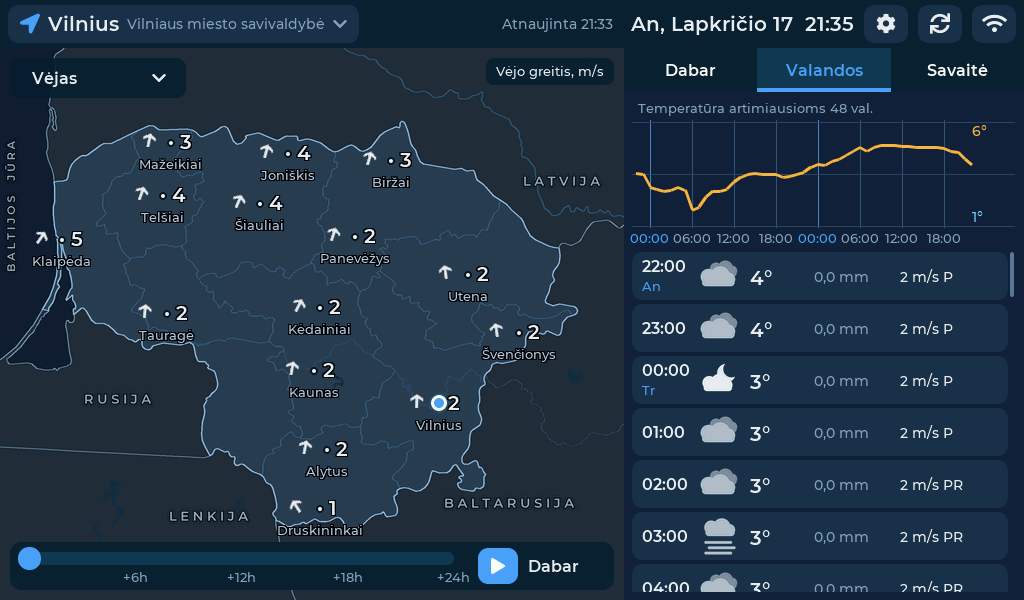 Vilnius Vilniaus miesto savivaldybė
Atnaujinta 21:33
An, Lapkričio 17 21:35
Vėjas
Vėjo greitis, m/s
BALTIJOS JŪRA
LATVIJA
RUSIJA
LENKIJA
BALTARUSIJA
3
Mažeikiai
4
Joniškis
3
Biržai
4
Telšiai
4
Šiauliai
5
Klaipėda
2
Panevėžys
2
Utena
2
Tauragė
2
Kėdainiai
2
Švenčionys
2
Kaunas
2
Vilnius
2
Alytus
1
Druskininkai
+6h +12h +18h +24h
Dabar
Dabar Valandos Savaitė
Temperatūra artimiausioms 48 val.
6°
1°
00:00 06:00 12:00 18:00 00:00 06:00 12:00 18:00
22:00 An 4° 0,0 mm 2 m/s P
23:00 4° 0,0 mm 2 m/s P
00:00 Tr 3° 0,0 mm 2 m/s P
01:00 3° 0,0 mm 2 m/s P
02:00 3° 0,0 mm 2 m/s PR
03:00 3° 0,0 mm 2 m/s PR
04:00 3° 0,0 mm 2 m/s PR